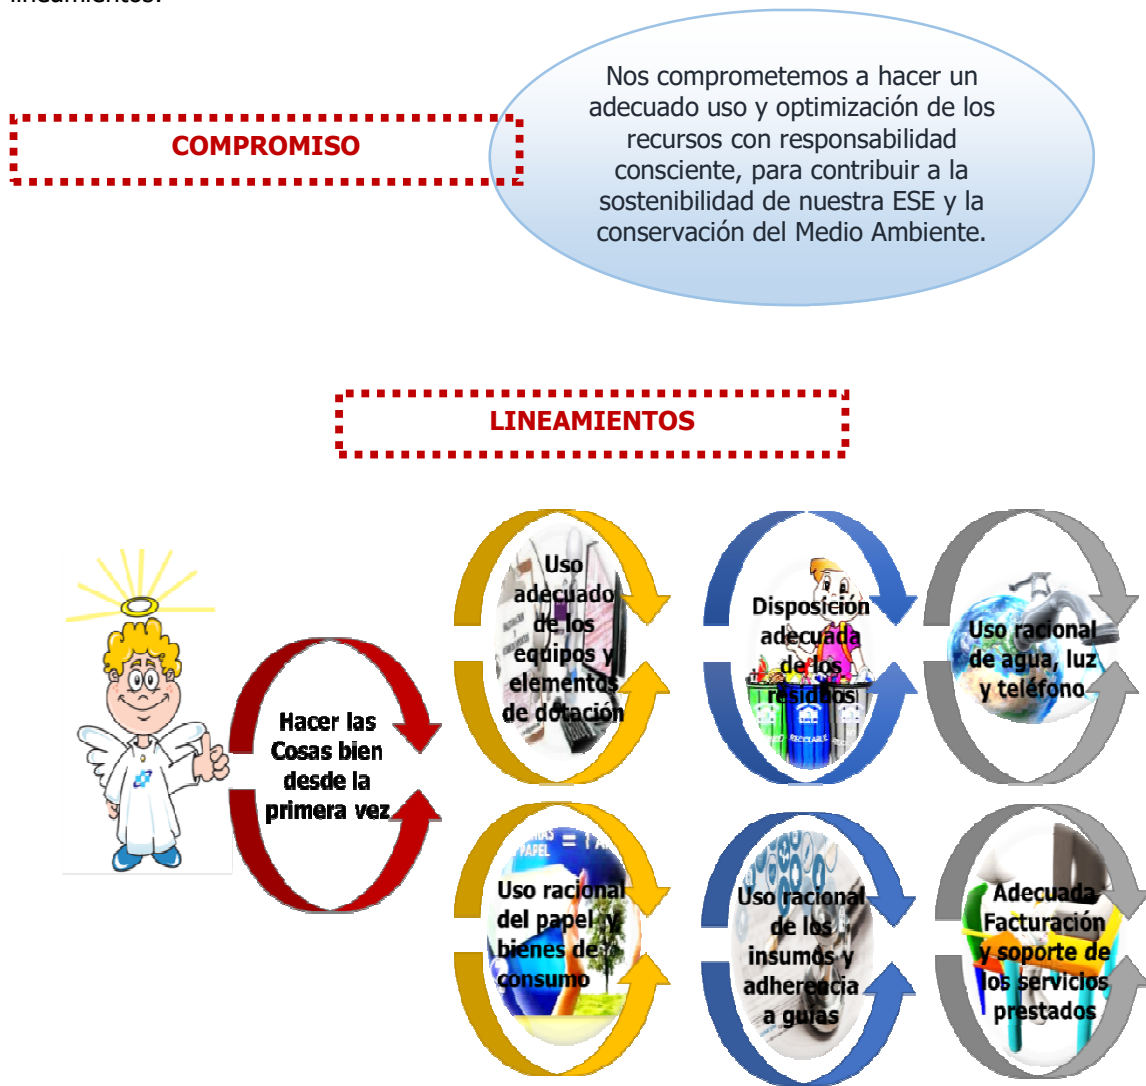 lineamientos:
COMPROMISO
Nos comprometemos a hacer un
adecuado uso y optimización de los
recursos con responsabilidad
consciente, para contribuir a la
sostenibilidad de nuestra ESE y la
conservación del Medio Ambiente.
LINEAMIENTOS
Hacer las
Cosas bien
desde la
primera vez
Uso
adecuado
de los
equipos y
elementos
de dotación
Disposición
adecuada
de los
residuos
RECICLABLE
Uso racional
de agua, luz
y teléfono
PAPEL =
Uso racional
del papel y
bienes de
consumo
Uso racional
de los
insumos y
adherencia
a guías
Adecuada
Facturación
y soporte de
los servicios
prestados